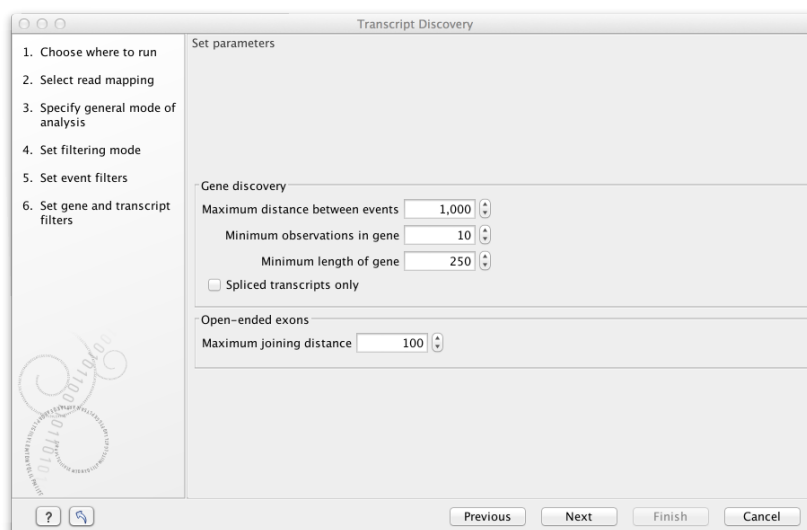 Transcript Discovery
1. Choose where to run
2. Select read mapping
3. Specify general mode of
analysis
4. Set filtering mode
5. Set event filters
6. Set gene and transcript
filters
Set parameters
Gene discovery
Maximum distance between events 1,000
Minimum observations in gene 10
Minimum length of gene 250
Spliced transcripts only
Open-ended exons
Maximum joining distance 100
? Previous Next Finish Cancel